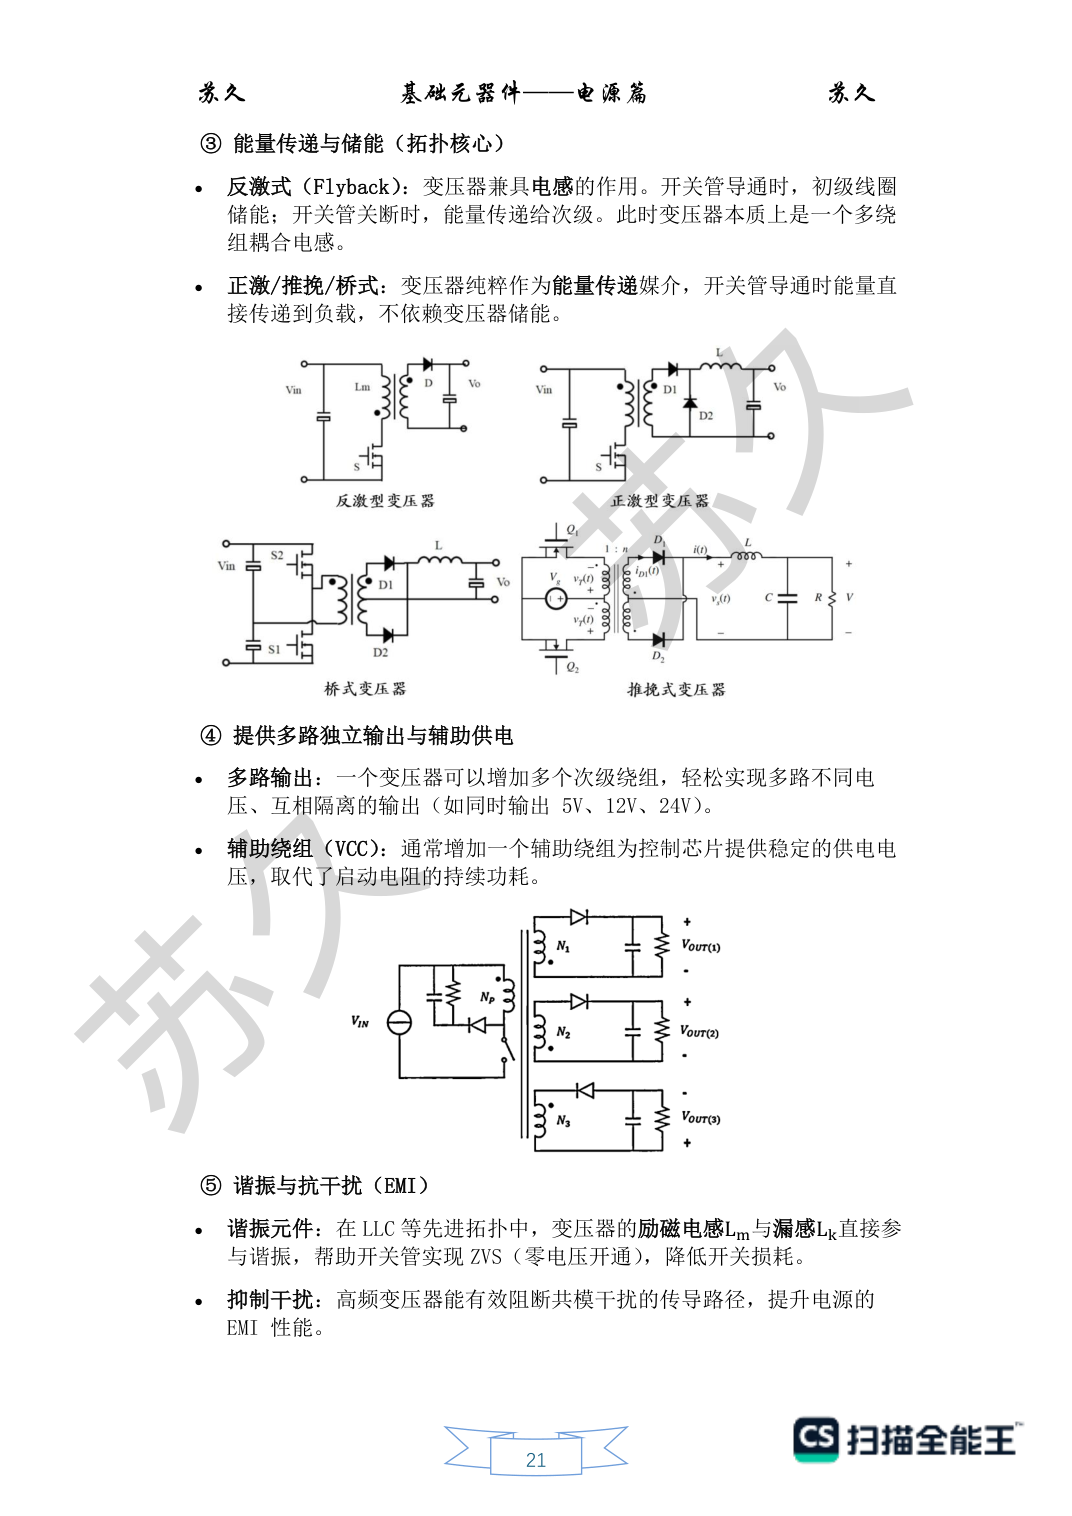 苏久 基础元器件——电源篇 苏久
③ 能量传递与储能（拓扑核心）
• 反激式（Flyback）：变压器兼具电感的作用。开关管导通时，初级线圈
储能；开关管关断时，能量传递给次级。此时变压器本质上是一个多绕
组耦合电感。
• 正激/推挽/桥式：变压器纯粹作为能量传递媒介，开关管导通时能量直
接传递到负载，不依赖变压器储能。
Vin Lm D Vo S
反激型变压器
Vin L D1 D2 Vo S
正激型变压器
Vin S2 S1 L D1 D2 Vo
桥式变压器
Q1 1 : n D1 i(t) L
Vg vT(t) iD1(t) + − +
vT(t) vs(t) C R V
Q2 D2 − −
推挽式变压器
④ 提供多路独立输出与辅助供电
• 多路输出：一个变压器可以增加多个次级绕组，轻松实现多路不同电
压、互相隔离的输出（如同时输出 5V、12V、24V）。
• 辅助绕组（VCC）：通常增加一个辅助绕组为控制芯片提供稳定的供电电
压，取代了启动电阻的持续功耗。
+
N1 VOUT(1)
-
+
VIN NP N2 VOUT(2)
-
-
N3 VOUT(3)
+
⑤ 谐振与抗干扰（EMI）
• 谐振元件：在 LLC 等先进拓扑中，变压器的励磁电感Lm与漏感Lk直接参
与谐振，帮助开关管实现 ZVS（零电压开通），降低开关损耗。
• 抑制干扰：高频变压器能有效阻断共模干扰的传导路径，提升电源的
EMI 性能。
21
CS 扫描全能王™
苏久
苏久